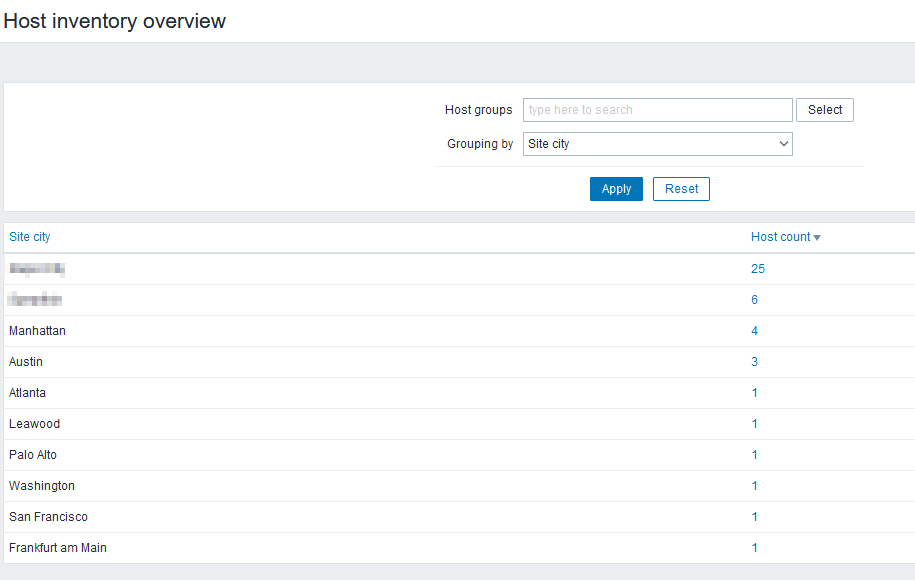 Host inventory overview
Host groups type here to search Select
Grouping by Site city
Apply Reset
Site city Host count
25
6
Manhattan 4
Austin 3
Atlanta 1
Leawood 1
Palo Alto 1
Washington 1
San Francisco 1
Frankfurt am Main 1